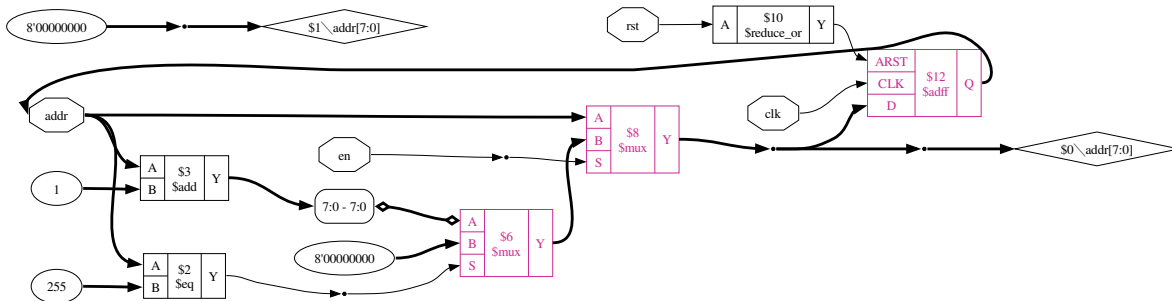 8'00000000
$1\addr[7:0]
rst
A $10 $reduce_or Y
ARST
CLK
D
$12
$adff
Q
addr
clk
A
B
S
$8
$mux
Y
en
$0\addr[7:0]
A
B
$3
$add
Y
1
7:0 - 7:0
A
B
S
$6
$mux
Y
8'00000000
A
B
$2
$eq
Y
255